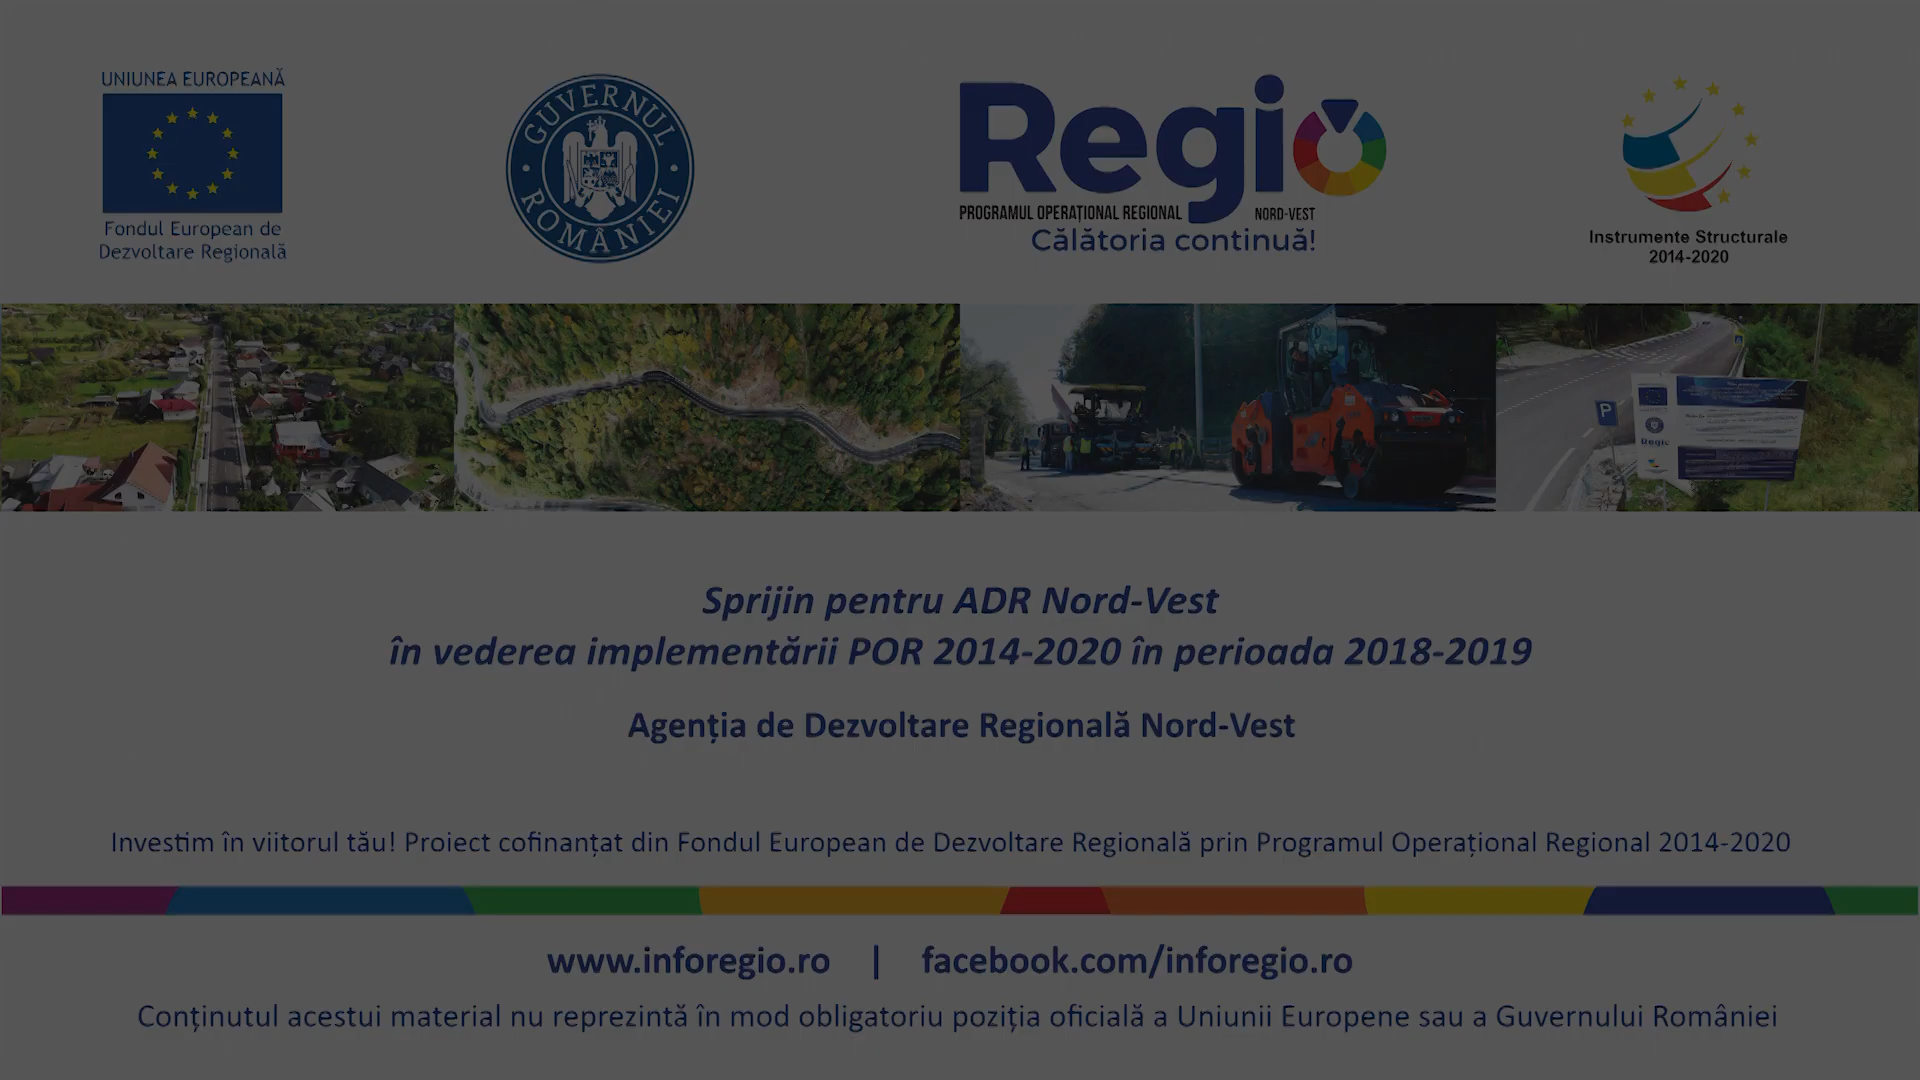 UNIUNEA EUROPEANĂ
Fondul European de
Dezvoltare Regională
GUVERNUL ROMÂNIEI
Regio
PROGRAMUL OPERAȚIONAL REGIONAL NORD-VEST
Călătoria continuă!
Instrumente Structurale
2014-2020
P
Regio
Sprijin pentru ADR Nord-Vest
în vederea implementării POR 2014-2020 în perioada 2018-2019
Agenția de Dezvoltare Regională Nord-Vest
Investim în viitorul tău! Proiect cofinanțat din Fondul European de Dezvoltare Regională prin Programul Operațional Regional 2014-2020
www.inforegio.ro | facebook.com/inforegio.ro
Conținutul acestui material nu reprezintă în mod obligatoriu poziția oficială a Uniunii Europene sau a Guvernului României